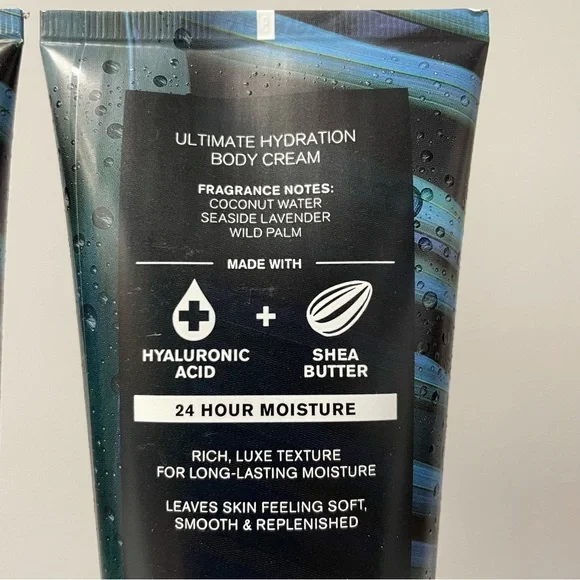 ULTIMATE HYDRATION
BODY CREAM
FRAGRANCE NOTES:
COCONUT WATER
SEASIDE LAVENDER
WILD PALM
MADE WITH
+
HYALURONIC
ACID
SHEA
BUTTER
24 HOUR MOISTURE
RICH, LUXE TEXTURE
FOR LONG-LASTING MOISTURE
LEAVES SKIN FEELING SOFT,
SMOOTH & REPLENISHED